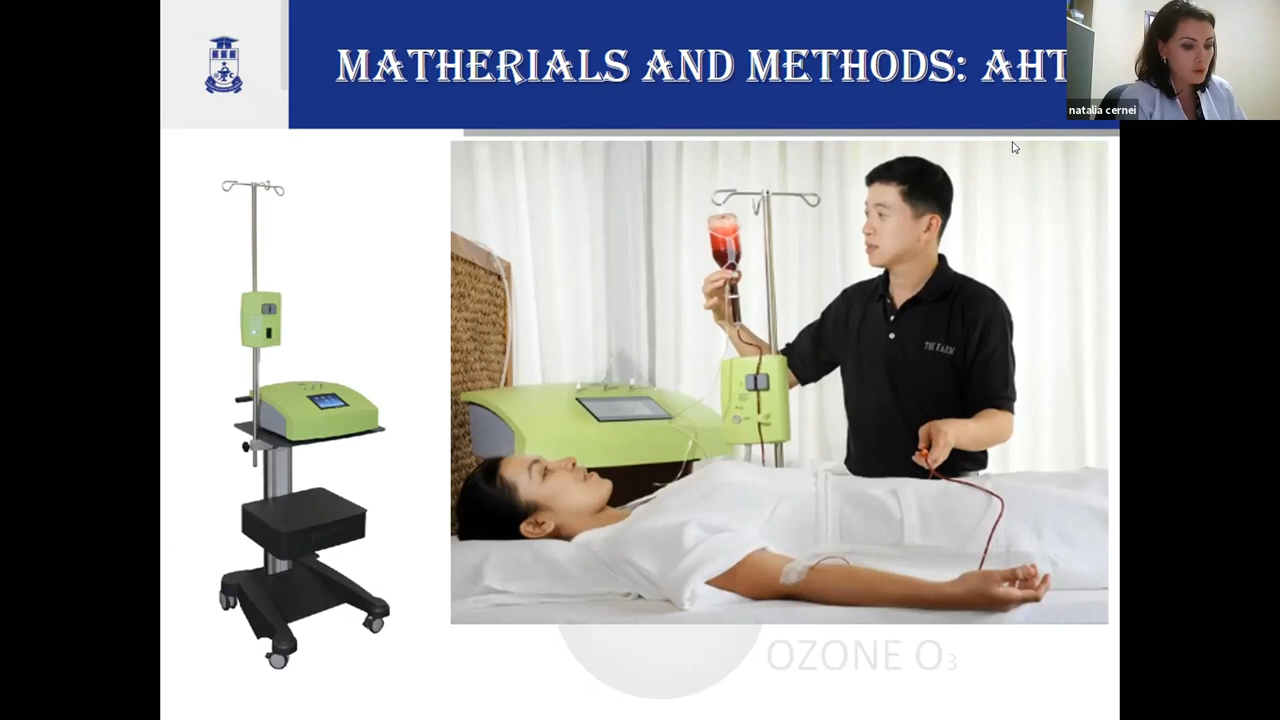 MATHERIALS AND METHODS: AHT
natalia cernei
THE FARM
OZONE O₃